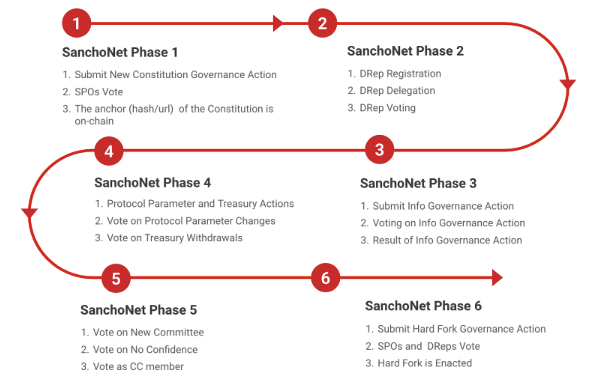 1
SanchoNet Phase 1
1. Submit New Constitution Governance Action
2. SPOs Vote
3. The anchor (hash/url) of the Constitution is
on-chain
2
SanchoNet Phase 2
1. DRep Registration
2. DRep Delegation
3. DRep Voting
3
SanchoNet Phase 3
1. Submit Info Governance Action
2. Voting on Info Governance Action
3. Result of Info Governance Action
4
SanchoNet Phase 4
1. Protocol Parameter and Treasury Actions
2. Vote on Protocol Parameter Changes
3. Vote on Treasury Withdrawals
5
SanchoNet Phase 5
1. Vote on New Committee
2. Vote on No Confidence
3. Vote as CC member
6
SanchoNet Phase 6
1. Submit Hard Fork Governance Action
2. SPOs and DReps Vote
3. Hard Fork is Enacted